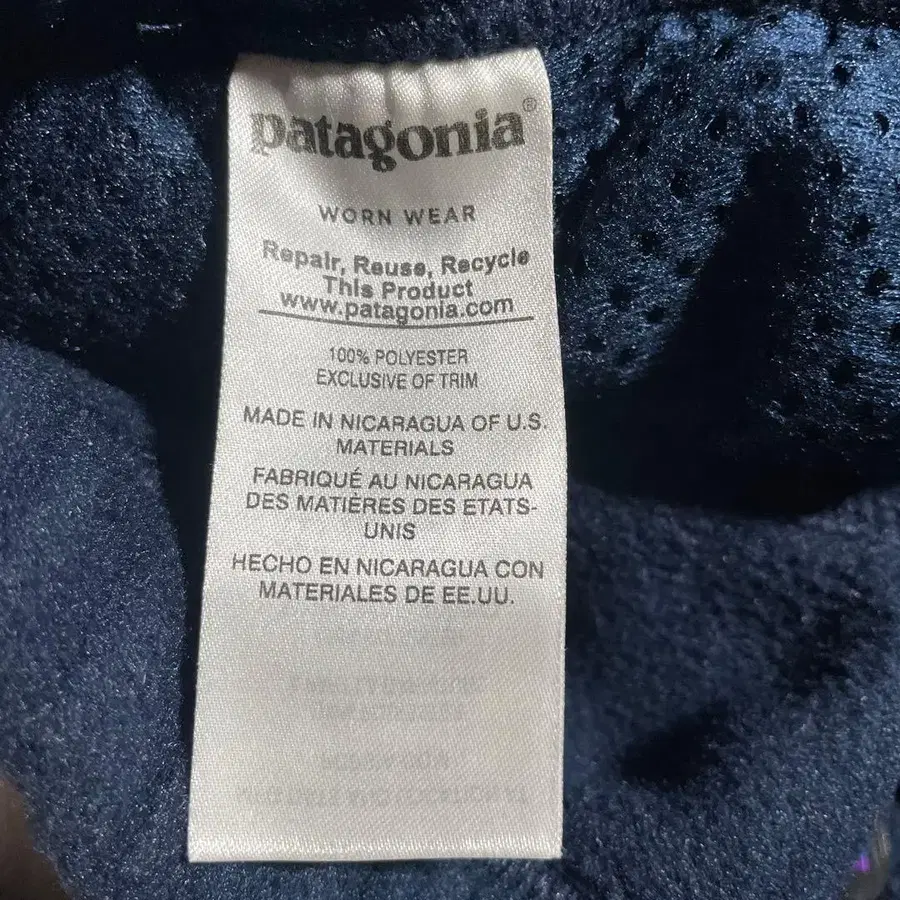 patagonia®
WORN WEAR
Repair, Reuse, Recycle
This Product
www.patagonia.com
100% POLYESTER
EXCLUSIVE OF TRIM
MADE IN NICARAGUA OF U.S.
MATERIALS
FABRIQUÉ AU NICARAGUA
DES MATIÈRES DES ETATS-
UNIS
HECHO EN NICARAGUA CON
MATERIALES DE EE.UU.